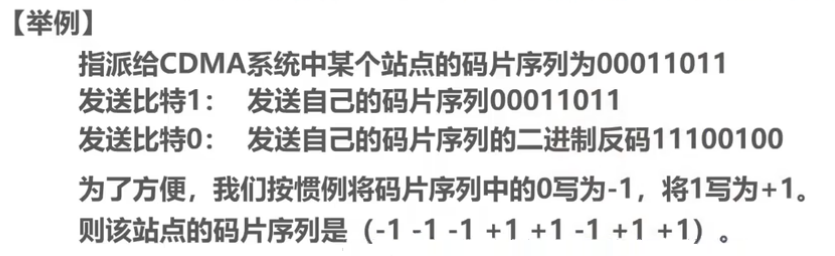 【举例】
指派给CDMA系统中某个站点的码片序列为00011011
发送比特1： 发送自己的码片序列00011011
发送比特0： 发送自己的码片序列的二进制反码11100100
为了方便，我们按惯例将码片序列中的0写为-1，将1写为+1。
则该站点的码片序列是（-1 -1 -1 +1 +1 -1 +1 +1）。